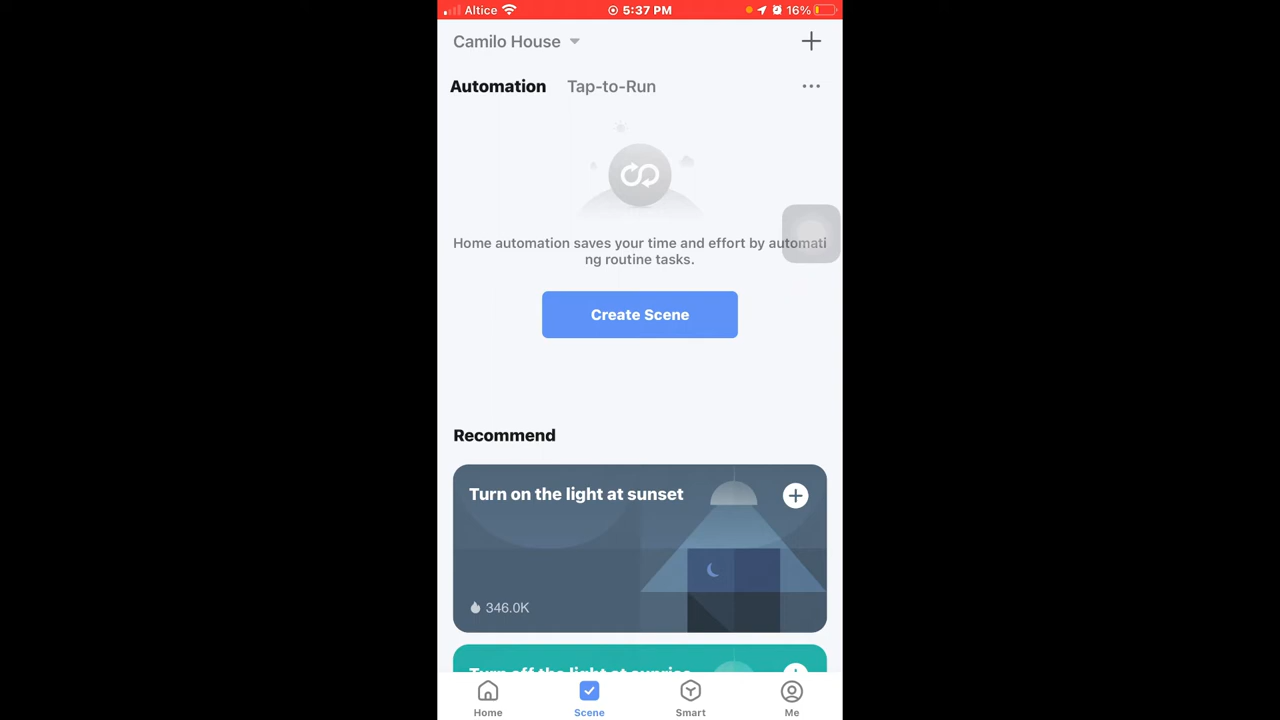 Altice 5:37 PM 16%
Camilo House
Automation Tap-to-Run
Home automation saves your time and effort by automati
ng routine tasks.
Create Scene
Recommend
Turn on the light at sunset
346.0K
Turn off the light at sunrise
Home Scene Smart Me